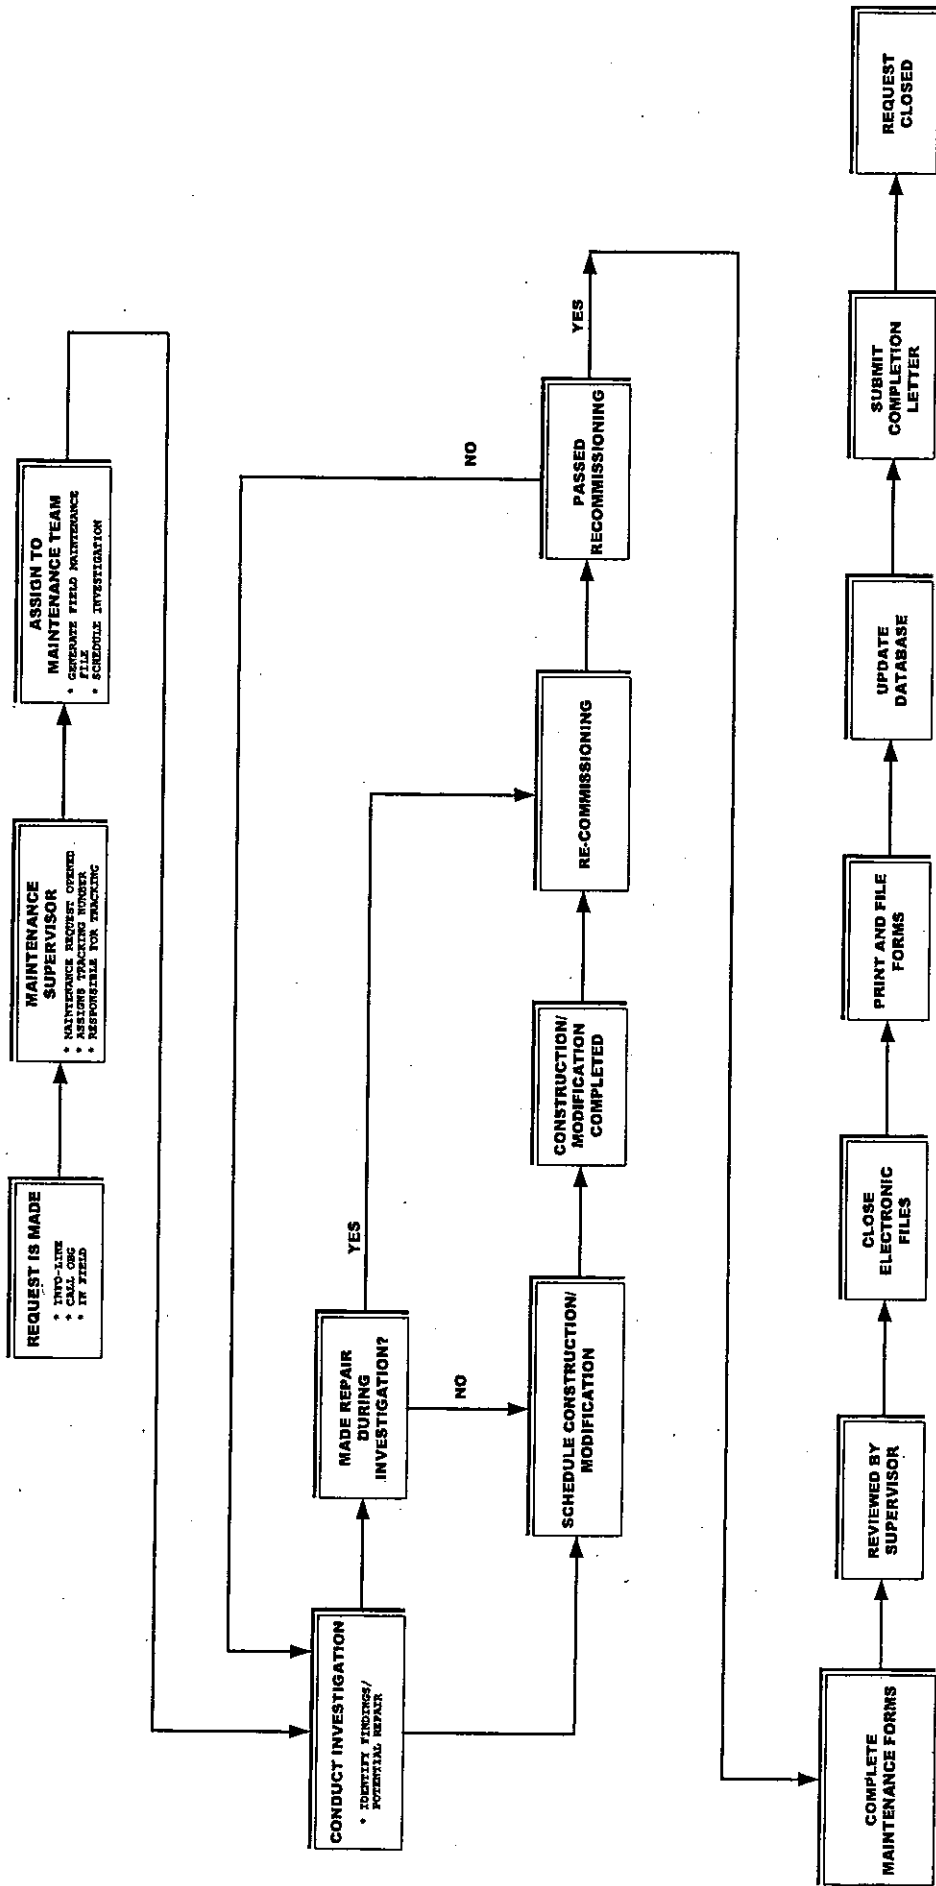 REQUEST IS MADE
* INFO-LINE
* CALL OBG
* IN FIELD
MAINTENANCE
SUPERVISOR
* MAINTENANCE REQUEST OPENED
* ASSIGNS TRACKING NUMBER
* RESPONSIBLE FOR TRACKING
ASSIGN TO
MAINTENANCE TEAM
* GENERATE FIELD MAINTENANCE
FILE
* SCHEDULE INVESTIGATION
CONDUCT INVESTIGATION
* IDENTIFY FINDINGS/
POTENTIAL REPAIR
MADE REPAIR
DURING
INVESTIGATION?
YES
NO
SCHEDULE CONSTRUCTION/
MODIFICATION
CONSTRUCTION/
MODIFICATION
COMPLETED
RE-COMMISSIONING
PASSED
RECOMMISSIONING
NO
YES
COMPLETE
MAINTENANCE FORMS
REVIEWED BY
SUPERVISOR
CLOSE
ELECTRONIC
FILES
PRINT AND FILE
FORMS
UPDATE
DATABASE
SUBMIT
COMPLETION
LETTER
REQUEST
CLOSED